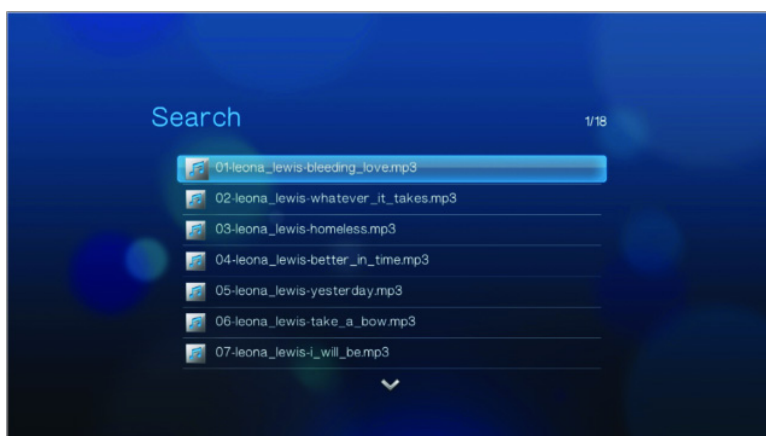 Search
1/18
01-leona_lewis-bleeding_love.mp3
02-leona_lewis-whatever_it_takes.mp3
03-leona_lewis-homeless.mp3
04-leona_lewis-better_in_time.mp3
05-leona_lewis-yesterday.mp3
06-leona_lewis-take_a_bow.mp3
07-leona_lewis-i_will_be.mp3